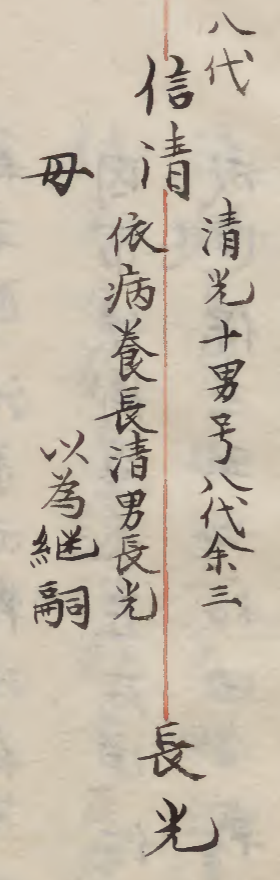 八代
信清
清光十男号八代余三
依病養長清男長光
以為継嗣
母
長光